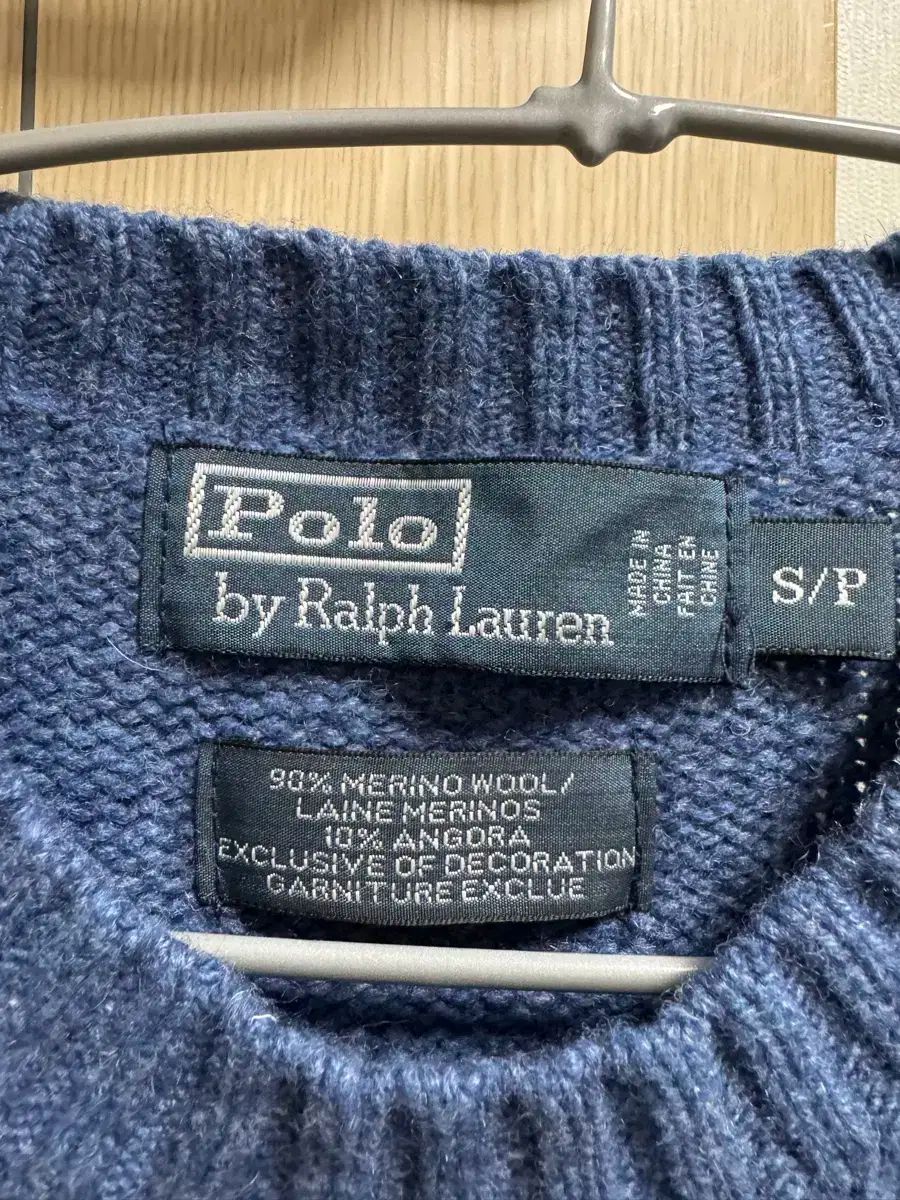 Polo
by Ralph Lauren
MADE IN
CHINA
FAIT EN
CHINE
S/P
90% MERINO WOOL/
LAINE MERINOS
10% ANGORA
EXCLUSIVE OF DECORATION
GARNITURE EXCLUE